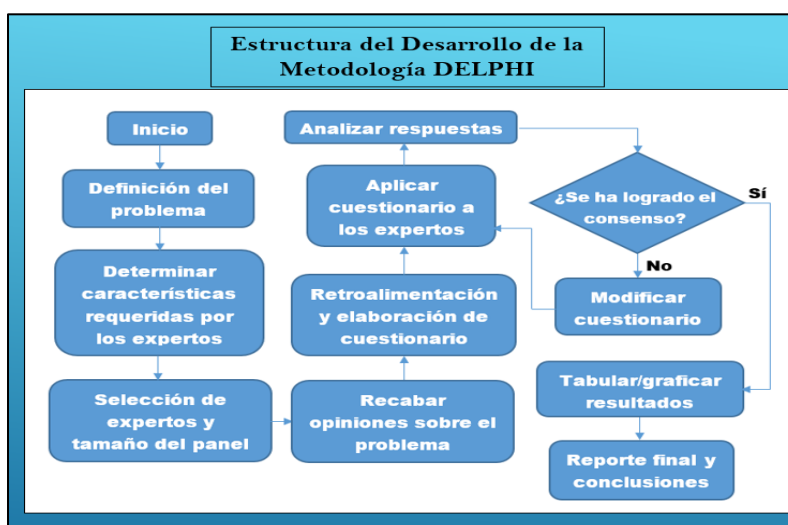 Estructura del Desarrollo de la
Metodología DELPHI
Inicio
Definición del
problema
Determinar
características
requeridas por
los expertos
Selección de
expertos y
tamaño del panel
Recabar
opiniones sobre el
problema
Retroalimentación
y elaboración de
cuestionario
Aplicar
cuestionario a
los expertos
Analizar respuestas
¿Se ha logrado el
consenso?
Sí
No
Modificar
cuestionario
Tabular/graficar
resultados
Reporte final y
conclusiones